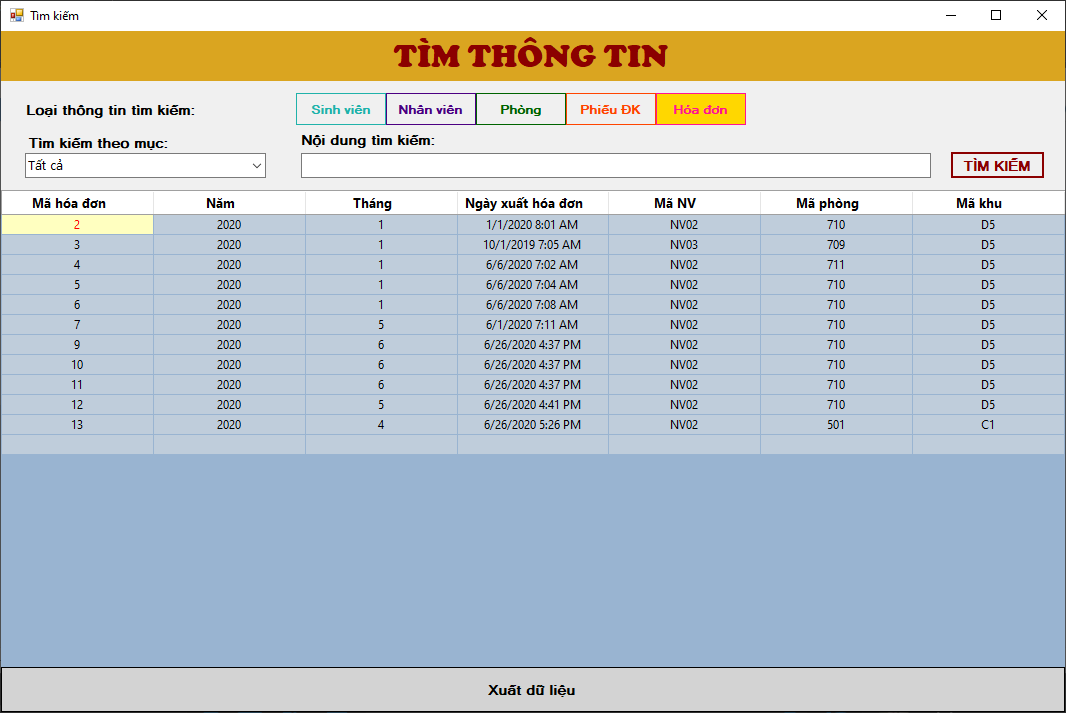 Tìm kiếm
TÌM THÔNG TIN
Loại thông tin tìm kiếm:
Sinh viên Nhân viên Phòng Phiếu ĐK Hóa đơn
Tìm kiếm theo mục:
Nội dung tìm kiếm:
Tất cả
TÌM KIẾM
Mã hóa đơn Năm Tháng Ngày xuất hóa đơn Mã NV Mã phòng Mã khu
2 2020 1 1/1/2020 8:01 AM NV02 710 D5
3 2020 1 10/1/2019 7:05 AM NV03 709 D5
4 2020 1 6/6/2020 7:02 AM NV02 711 D5
5 2020 1 6/6/2020 7:04 AM NV02 710 D5
6 2020 1 6/6/2020 7:08 AM NV02 710 D5
7 2020 5 6/1/2020 7:11 AM NV02 710 D5
9 2020 6 6/26/2020 4:37 PM NV02 710 D5
10 2020 6 6/26/2020 4:37 PM NV02 710 D5
11 2020 6 6/26/2020 4:37 PM NV02 710 D5
12 2020 5 6/26/2020 4:41 PM NV02 710 D5
13 2020 4 6/26/2020 5:26 PM NV02 501 C1
Xuất dữ liệu